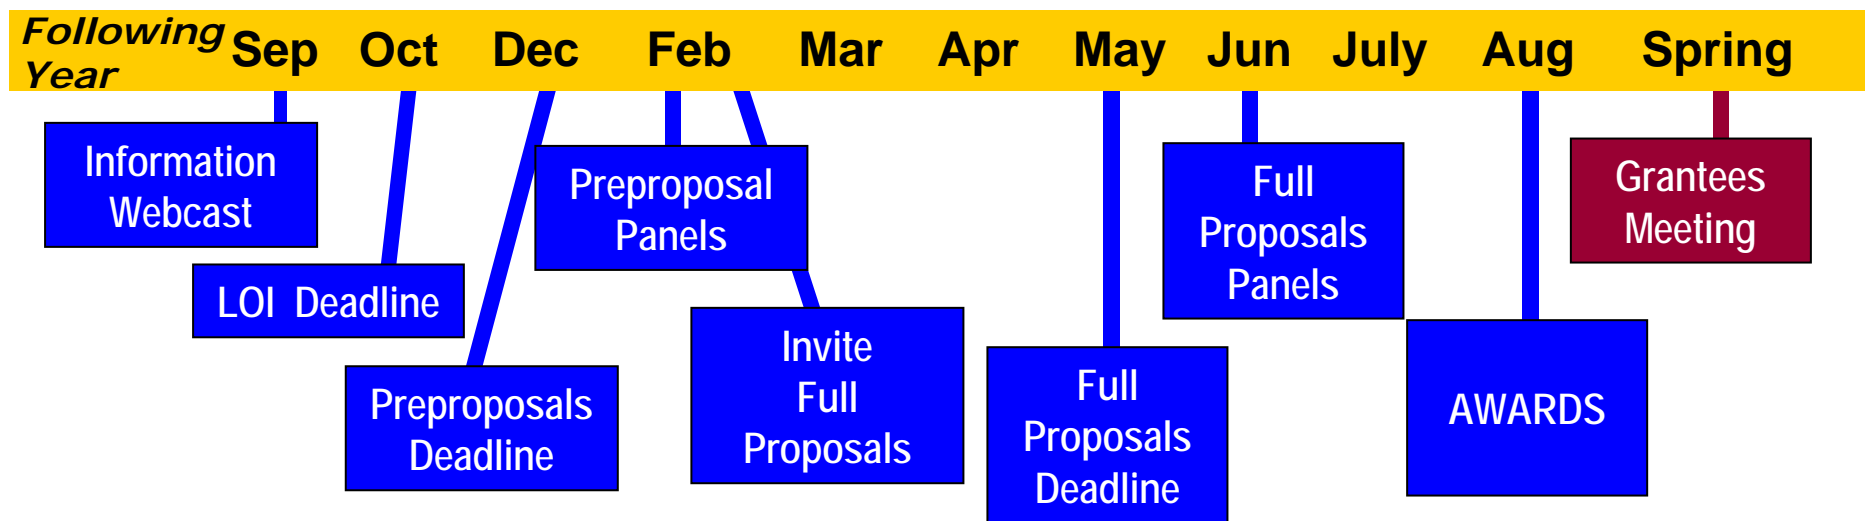 Following
Year
Sep Oct Dec Feb Mar Apr May Jun July Aug Spring
Information
Webcast
LOI Deadline
Preproposals
Deadline
Preproposal
Panels
Invite
Full
Proposals
Full
Proposals
Deadline
Full
Proposals
Panels
AWARDS
Grantees
Meeting